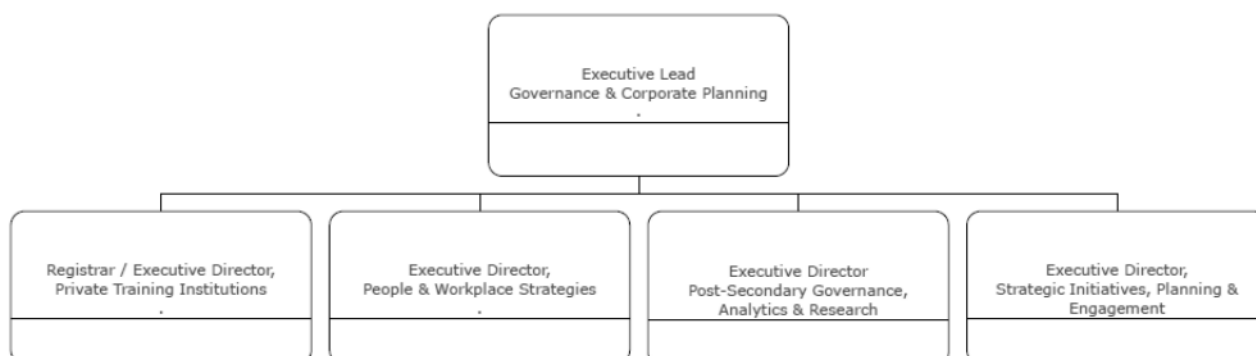 Executive Lead
Governance & Corporate Planning
.
Registrar / Executive Director,
Private Training Institutions
.
Executive Director,
People & Workplace Strategies
.
Executive Director
Post-Secondary Governance,
Analytics & Research
Executive Director,
Strategic Initiatives, Planning &
Engagement